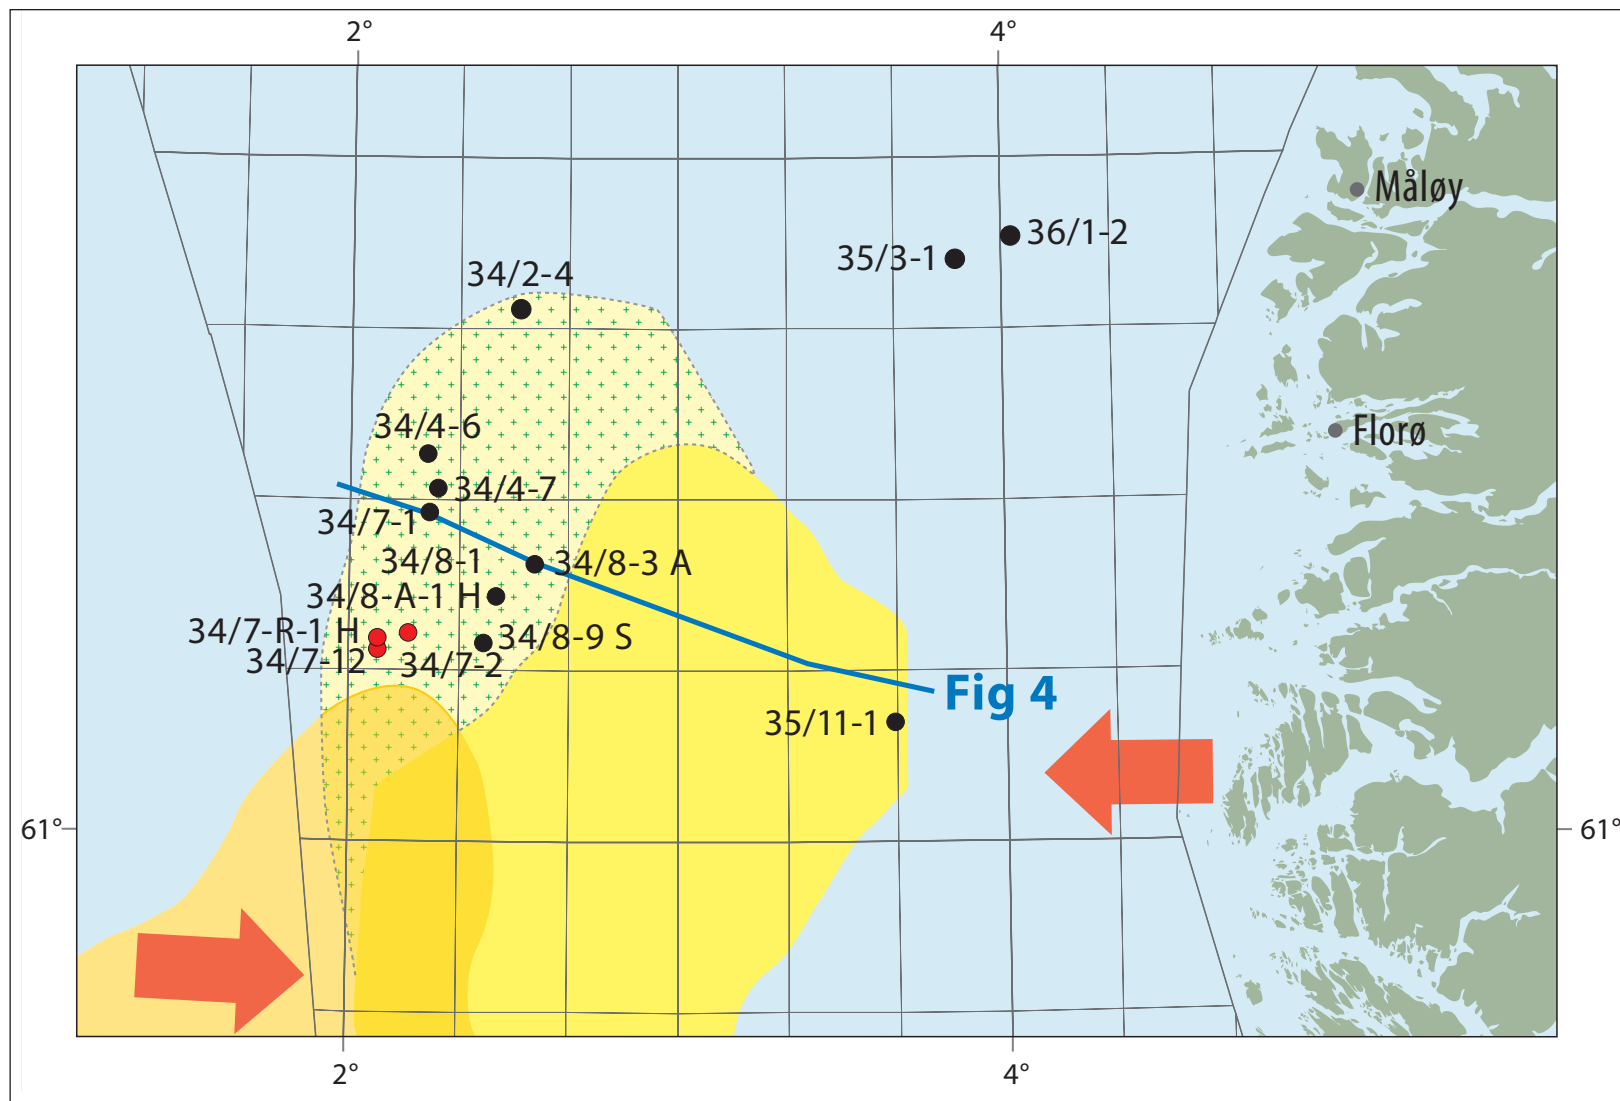 2° 4°
Måløy
36/1-2
35/3-1
34/2-4
34/4-6
Florø
34/4-7
34/7-1
34/8-1 34/8-3 A
34/8-A-1 H
34/7-R-1 H 34/8-9 S
34/7-12 34/7-2
Fig 4
35/11-1
61° 61°
2° 4°